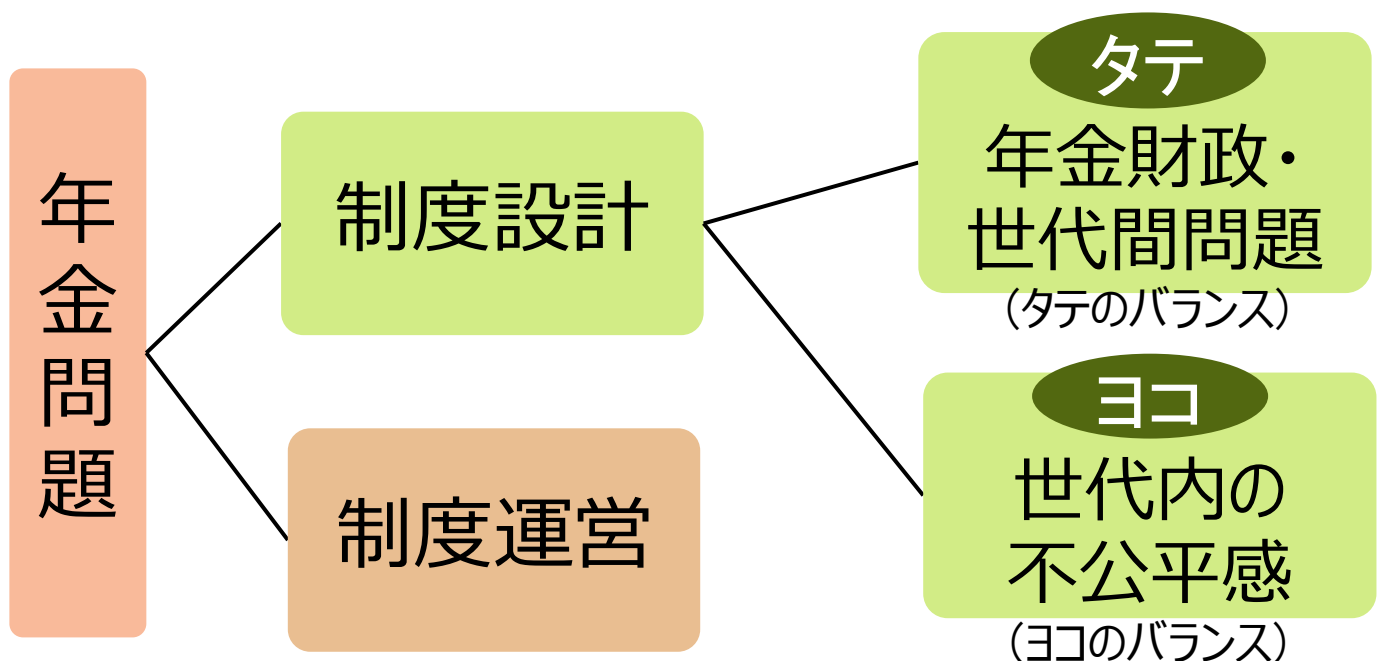 年金問題
制度設計
制度運営
タテ
年金財政・
世代間問題
（タテのバランス）
ヨコ
世代内の
不公平感
（ヨコのバランス）